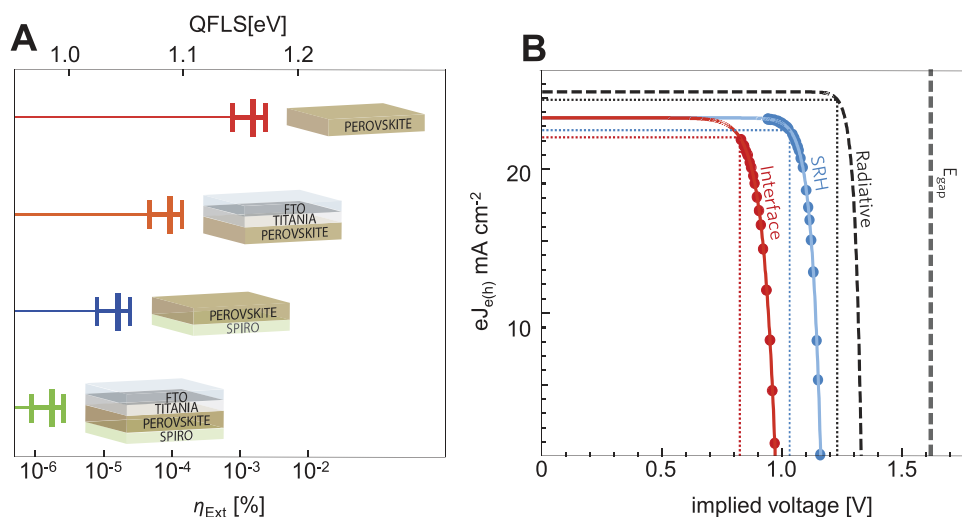 A
QFLS[eV]
1.0
1.1
1.2
PEROVSKITE
FTO
TITANIA
PEROVSKITE
PEROVSKITE
SPIRO
FTO
TITANIA
PEROVSKITE
SPIRO
10⁻⁶
10⁻⁵
10⁻⁴
10⁻³
10⁻²
ηExt [%]
B
eJe(h) mA cm⁻²
20
10
Interface
SRH
Radiative
Egap
0
0.5
1.0
1.5
implied voltage [V]